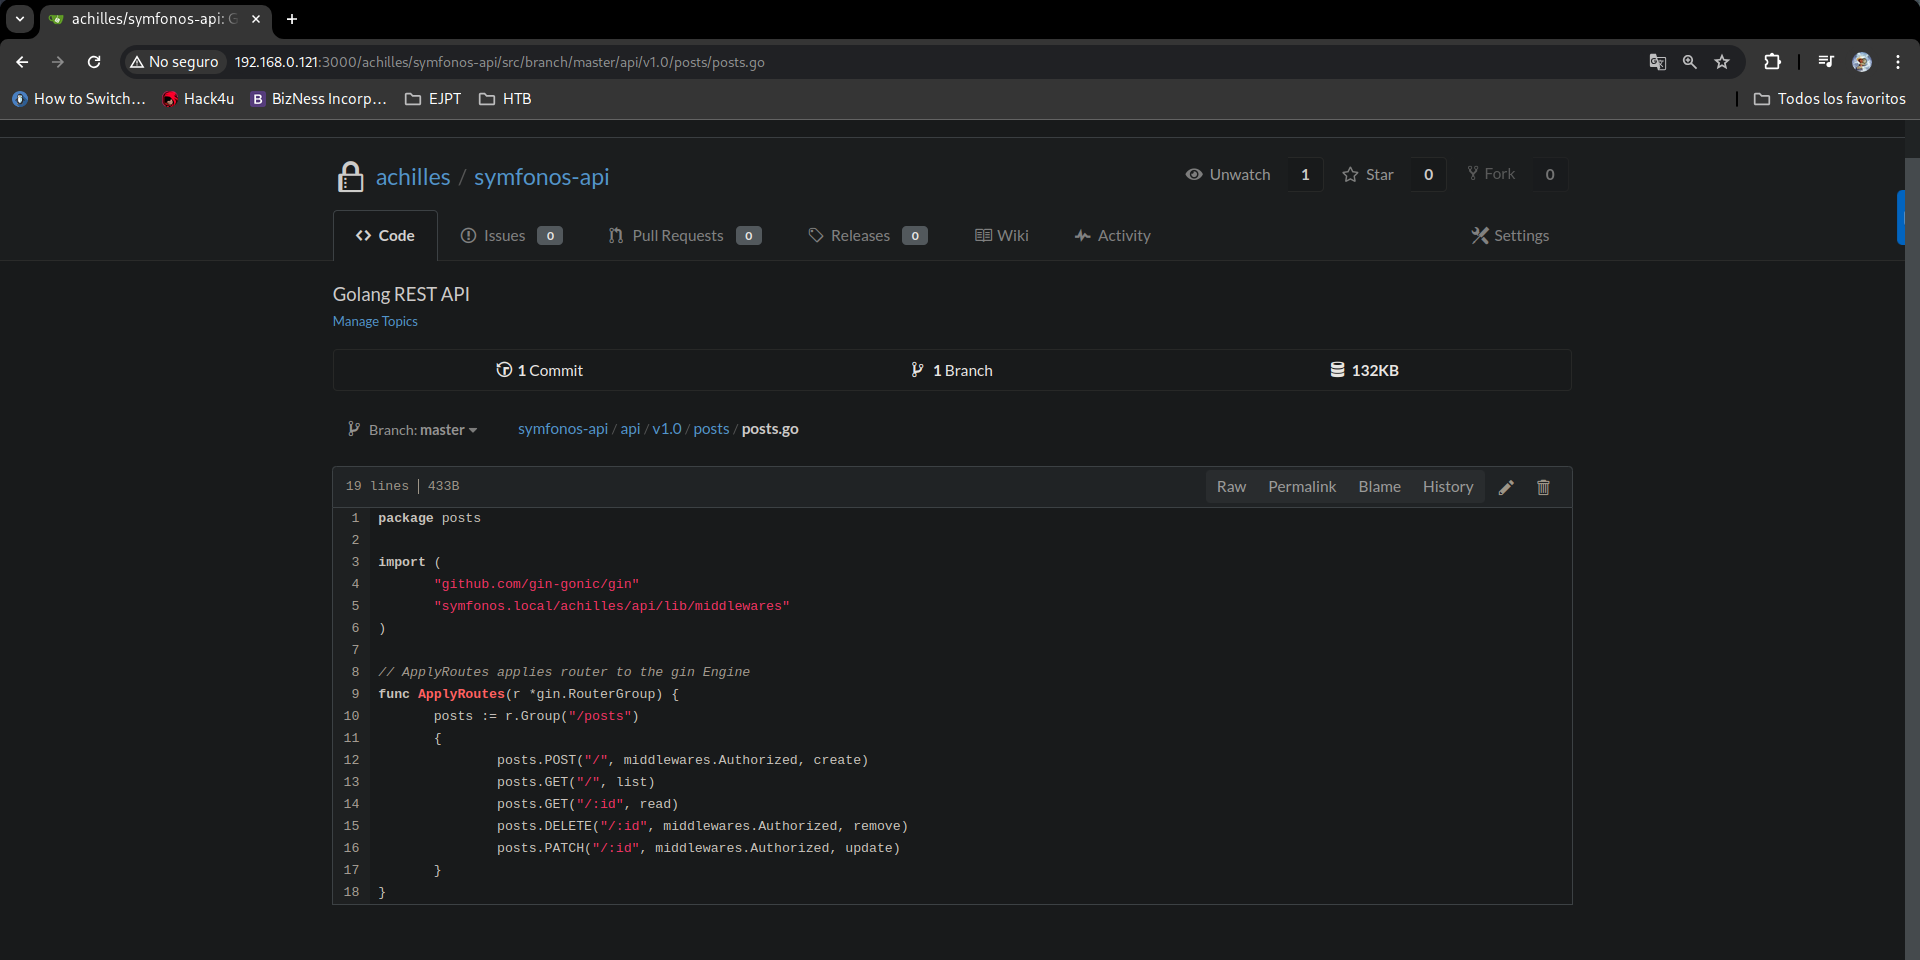 achilles/symfonos-api: G
No seguro
192.168.0.121:3000/achilles/symfonos-api/src/branch/master/api/v1.0/posts/posts.go
How to Switch...
Hack4u
B BizNess Incorp...
EJPT
HTB
Todos los favoritos
achilles / symfonos-api
Unwatch 1
Star 0
Fork 0
Code
Issues 0
Pull Requests 0
Releases 0
Wiki
Activity
Settings
Golang REST API
Manage Topics
1 Commit
1 Branch
132KB
Branch: master
symfonos-api / api / v1.0 / posts / posts.go
19 lines | 433B
Raw
Permalink
Blame
History
1 package posts
2
3 import (
4 "github.com/gin-gonic/gin"
5 "symfonos.local/achilles/api/lib/middlewares"
6 )
7
8 // ApplyRoutes applies router to the gin Engine
9 func ApplyRoutes(r *gin.RouterGroup) {
10 posts := r.Group("/posts")
11 {
12 posts.POST("/", middlewares.Authorized, create)
13 posts.GET("/", list)
14 posts.GET("/:id", read)
15 posts.DELETE("/:id", middlewares.Authorized, remove)
16 posts.PATCH("/:id", middlewares.Authorized, update)
17 }
18 }